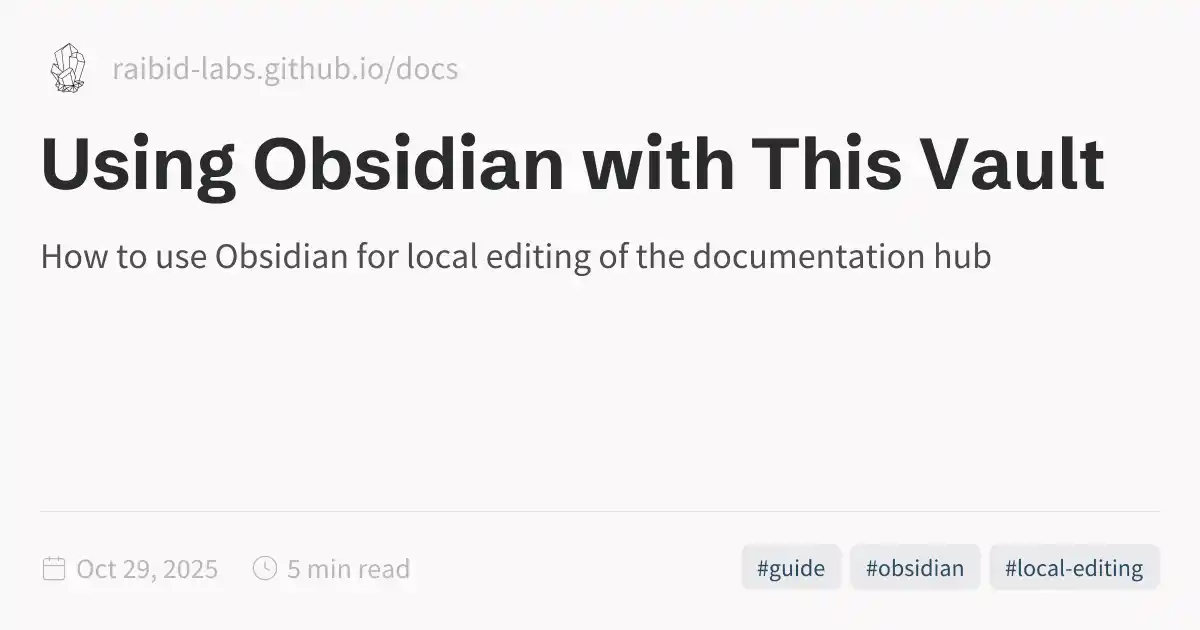 raibid-labs.github.io/docs
Using Obsidian with This Vault
How to use Obsidian for local editing of the documentation hub
Oct 29, 2025 5 min read #guide #obsidian #local-editing